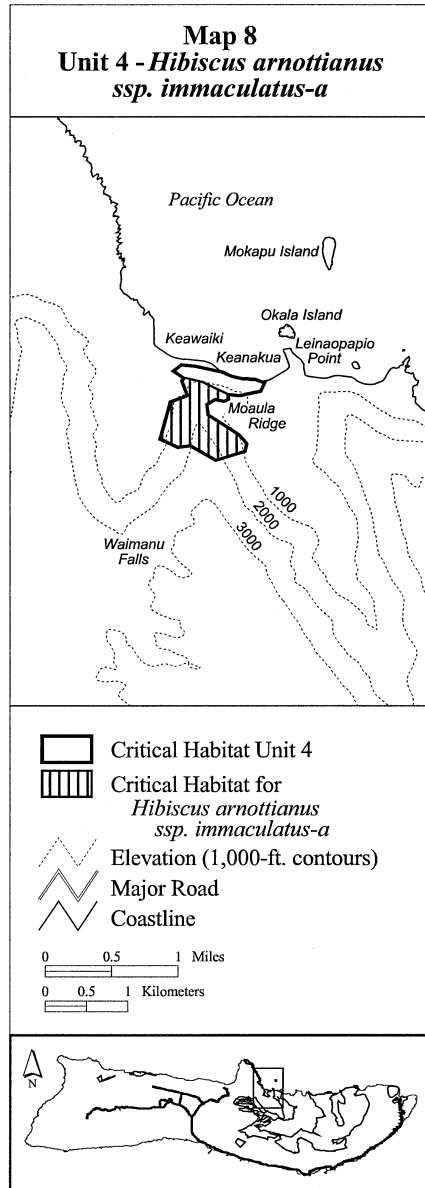 Map 8
Unit 4 - Hibiscus arnottianus
ssp. immaculatus-a
Pacific Ocean
Mokapu Island
Okala Island
Leinaopapio
Point
Keawaiki
Keanakua
Moaula
Ridge
1000
2000
3000
Waimanu
Falls
Critical Habitat Unit 4
Critical Habitat for
Hibiscus arnottianus
ssp. immaculatus-a
Elevation (1,000-ft. contours)
Major Road
Coastline
0 0.5 1 Miles
0 0.5 1 Kilometers
N